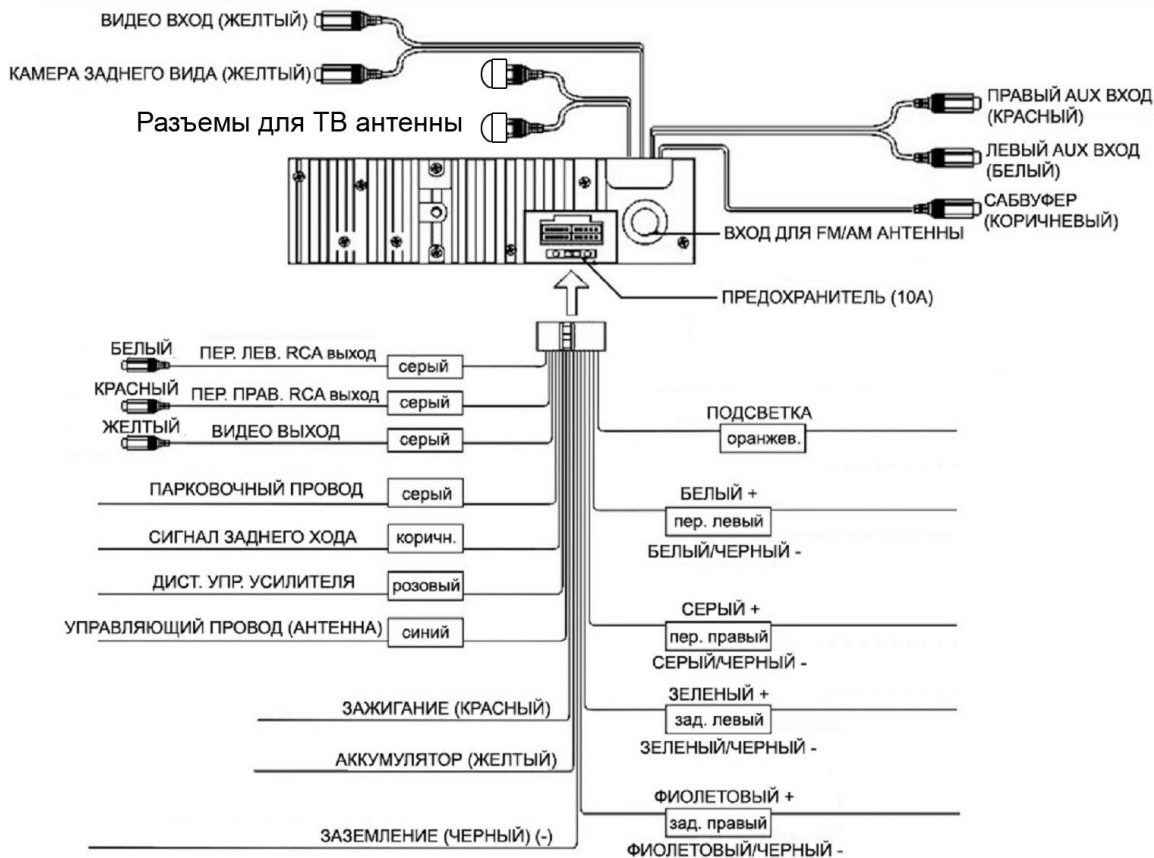 ВИДЕО ВХОД (ЖЕЛТЫЙ)
КАМЕРА ЗАДНЕГО ВИДА (ЖЕЛТЫЙ)
Разъемы для ТВ антенны
ПРАВЫЙ AUX ВХОД
(КРАСНЫЙ)
ЛЕВЫЙ AUX ВХОД
(БЕЛЫЙ)
САБВУФЕР
(КОРИЧНЕВЫЙ)
ВХОД ДЛЯ FM/AM АНТЕННЫ
ПРЕДОХРАНИТЕЛЬ (10А)
БЕЛЫЙ
ПЕР. ЛЕВ. RCA выход
серый
КРАСНЫЙ
ПЕР. ПРАВ. RCA выход
серый
ЖЕЛТЫЙ
ВИДЕО ВЫХОД
серый
ПАРКОВОЧНЫЙ ПРОВОД
серый
СИГНАЛ ЗАДНЕГО ХОДА
коричн.
ДИСТ. УПР. УСИЛИТЕЛЯ
розовый
УПРАВЛЯЮЩИЙ ПРОВОД (АНТЕННА)
синий
ЗАЖИГАНИЕ (КРАСНЫЙ)
АККУМУЛЯТОР (ЖЕЛТЫЙ)
ЗАЗЕМЛЕНИЕ (ЧЕРНЫЙ) (-)
ПОДСВЕТКА
оранжев.
БЕЛЫЙ +
пер. левый
БЕЛЫЙ/ЧЕРНЫЙ -
СЕРЫЙ +
пер. правый
СЕРЫЙ/ЧЕРНЫЙ -
ЗЕЛЕНЫЙ +
зад. левый
ЗЕЛЕНЫЙ/ЧЕРНЫЙ -
ФИОЛЕТОВЫЙ +
зад. правый
ФИОЛЕТОВЫЙ/ЧЕРНЫЙ -